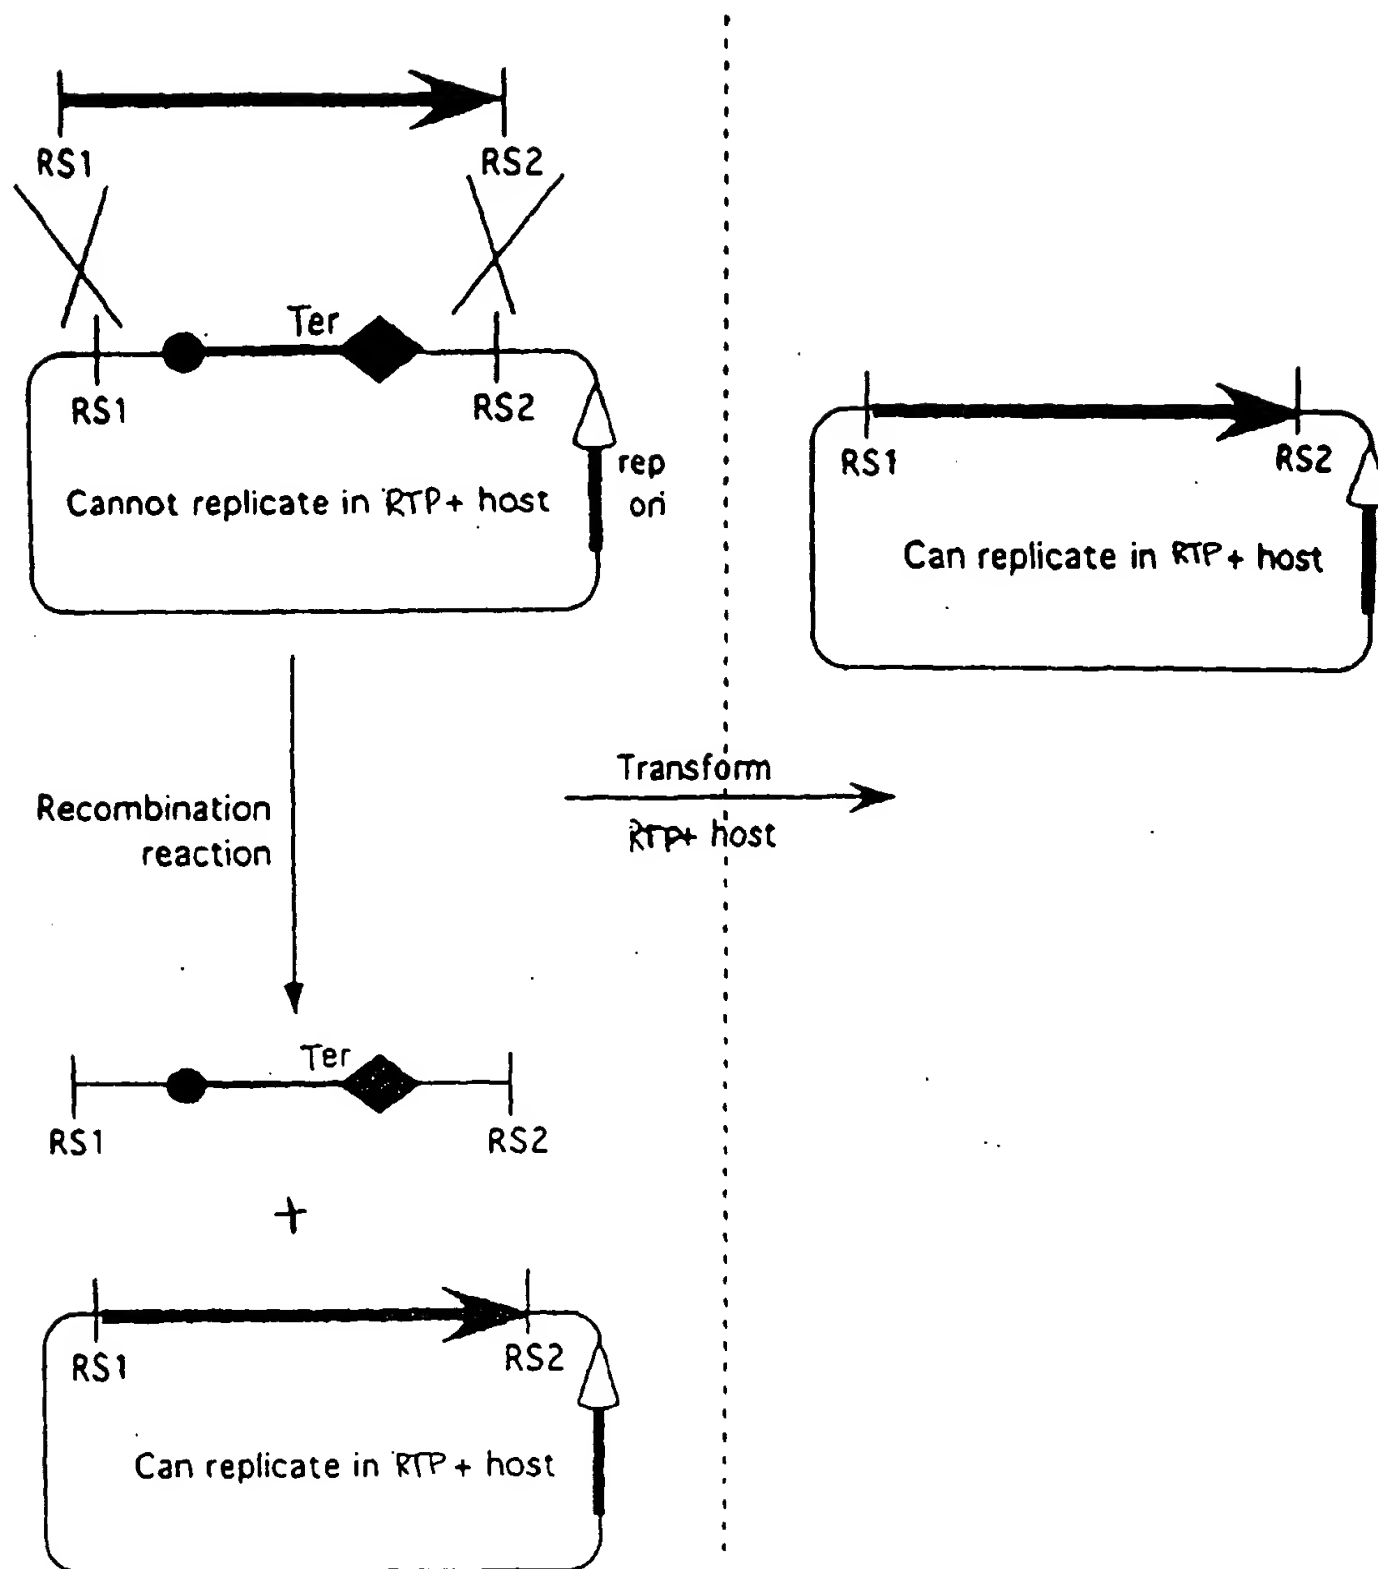 RS1
RS2
Ter
RS1
RS2
rep
ori
Cannot replicate in RTP+ host
RS1
RS2
Can replicate in RTP+ host
Transform
RTP+ host
Recombination
reaction
Ter
RS1
RS2
+
RS1
RS2
Can replicate in RTP+ host